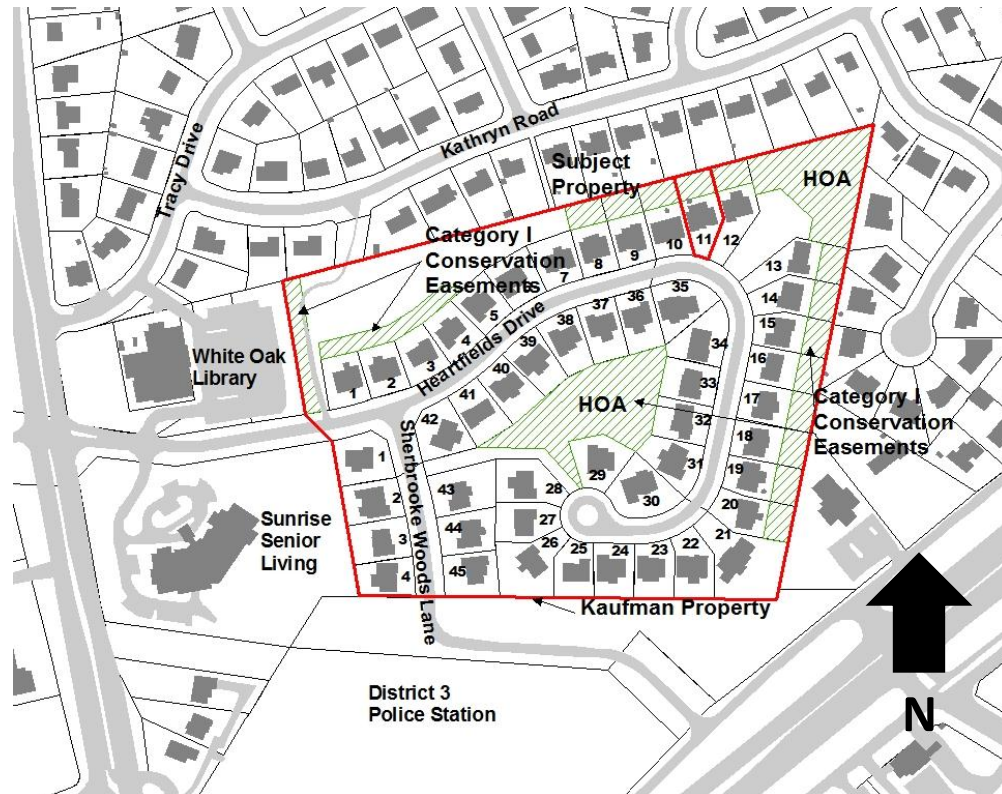 Tracy Drive
Kathryn Road
Subject
Property
HOA
Category I
Conservation
Easements
White Oak
Library
Heartfields Drive
1
2
3
4
5
7
8
9
10
11
12
13
14
15
16
17
18
19
20
21
22
23
24
25
26
27
28
29
30
31
32
33
34
35
36
37
38
39
40
41
42
HOA
Category I
Conservation
Easements
Sherbrooke Woods Lane
1
2
3
4
43
44
45
Sunrise
Senior
Living
Kaufman Property
District 3
Police Station
N